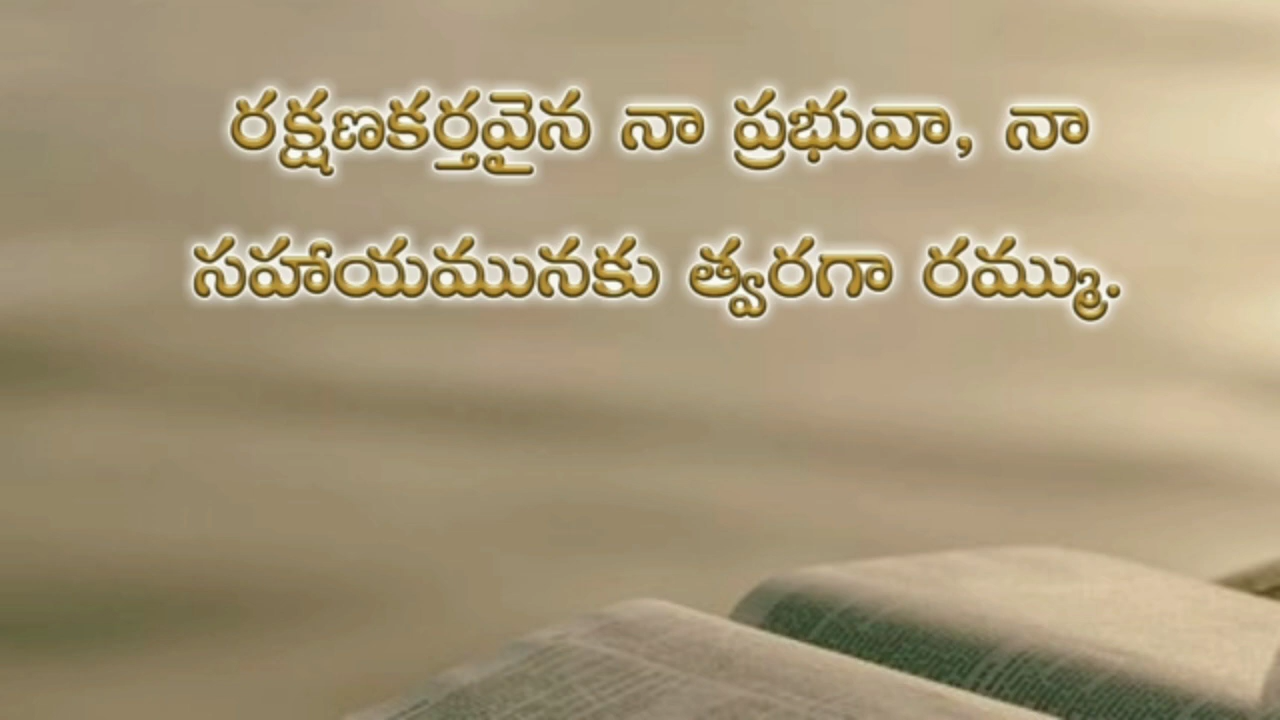 రక్షణకర్తవైన నా ప్రభువా, నా
సహాయమునకు త్వరగా రమ్ము.